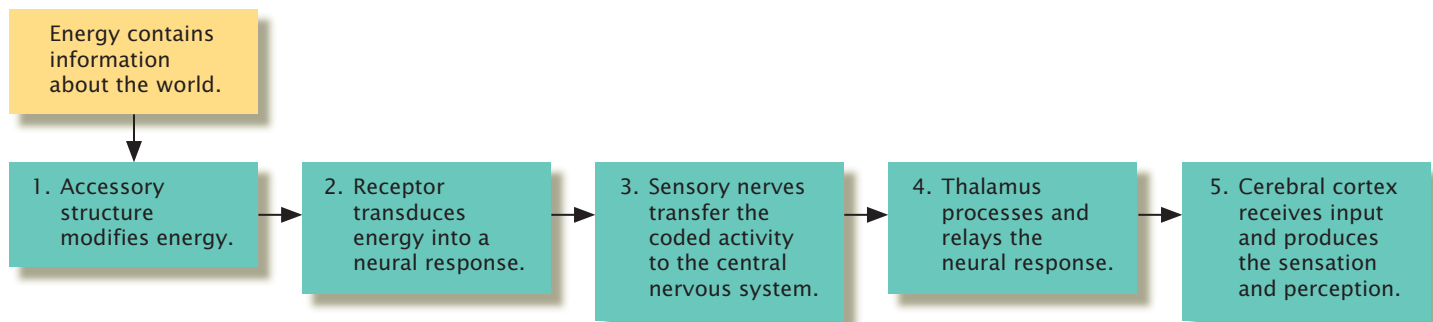 Energy contains
information
about the world.
1. Accessory
structure
modifies energy.
2. Receptor
transduces
energy into a
neural response.
3. Sensory nerves
transfer the
coded activity
to the central
nervous system.
4. Thalamus
processes and
relays the
neural response.
5. Cerebral cortex
receives input
and produces
the sensation
and perception.